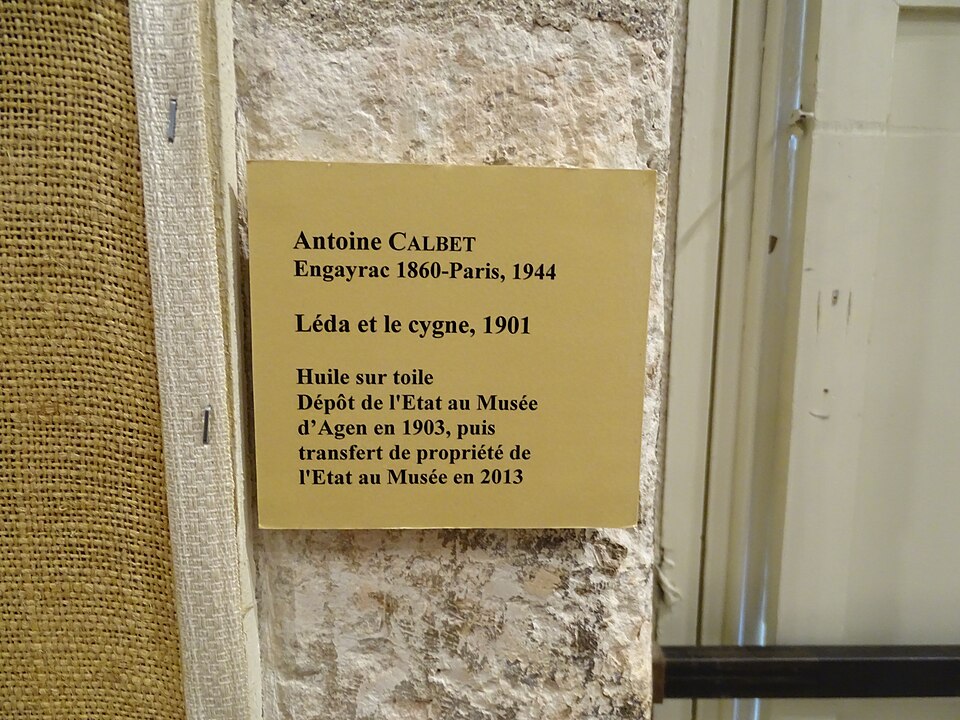 Antoine CALBET
Engayrac 1860-Paris, 1944
Léda et le cygne, 1901
Huile sur toile
Dépôt de l'Etat au Musée
d’Agen en 1903, puis
transfert de propriété de
l'Etat au Musée en 2013